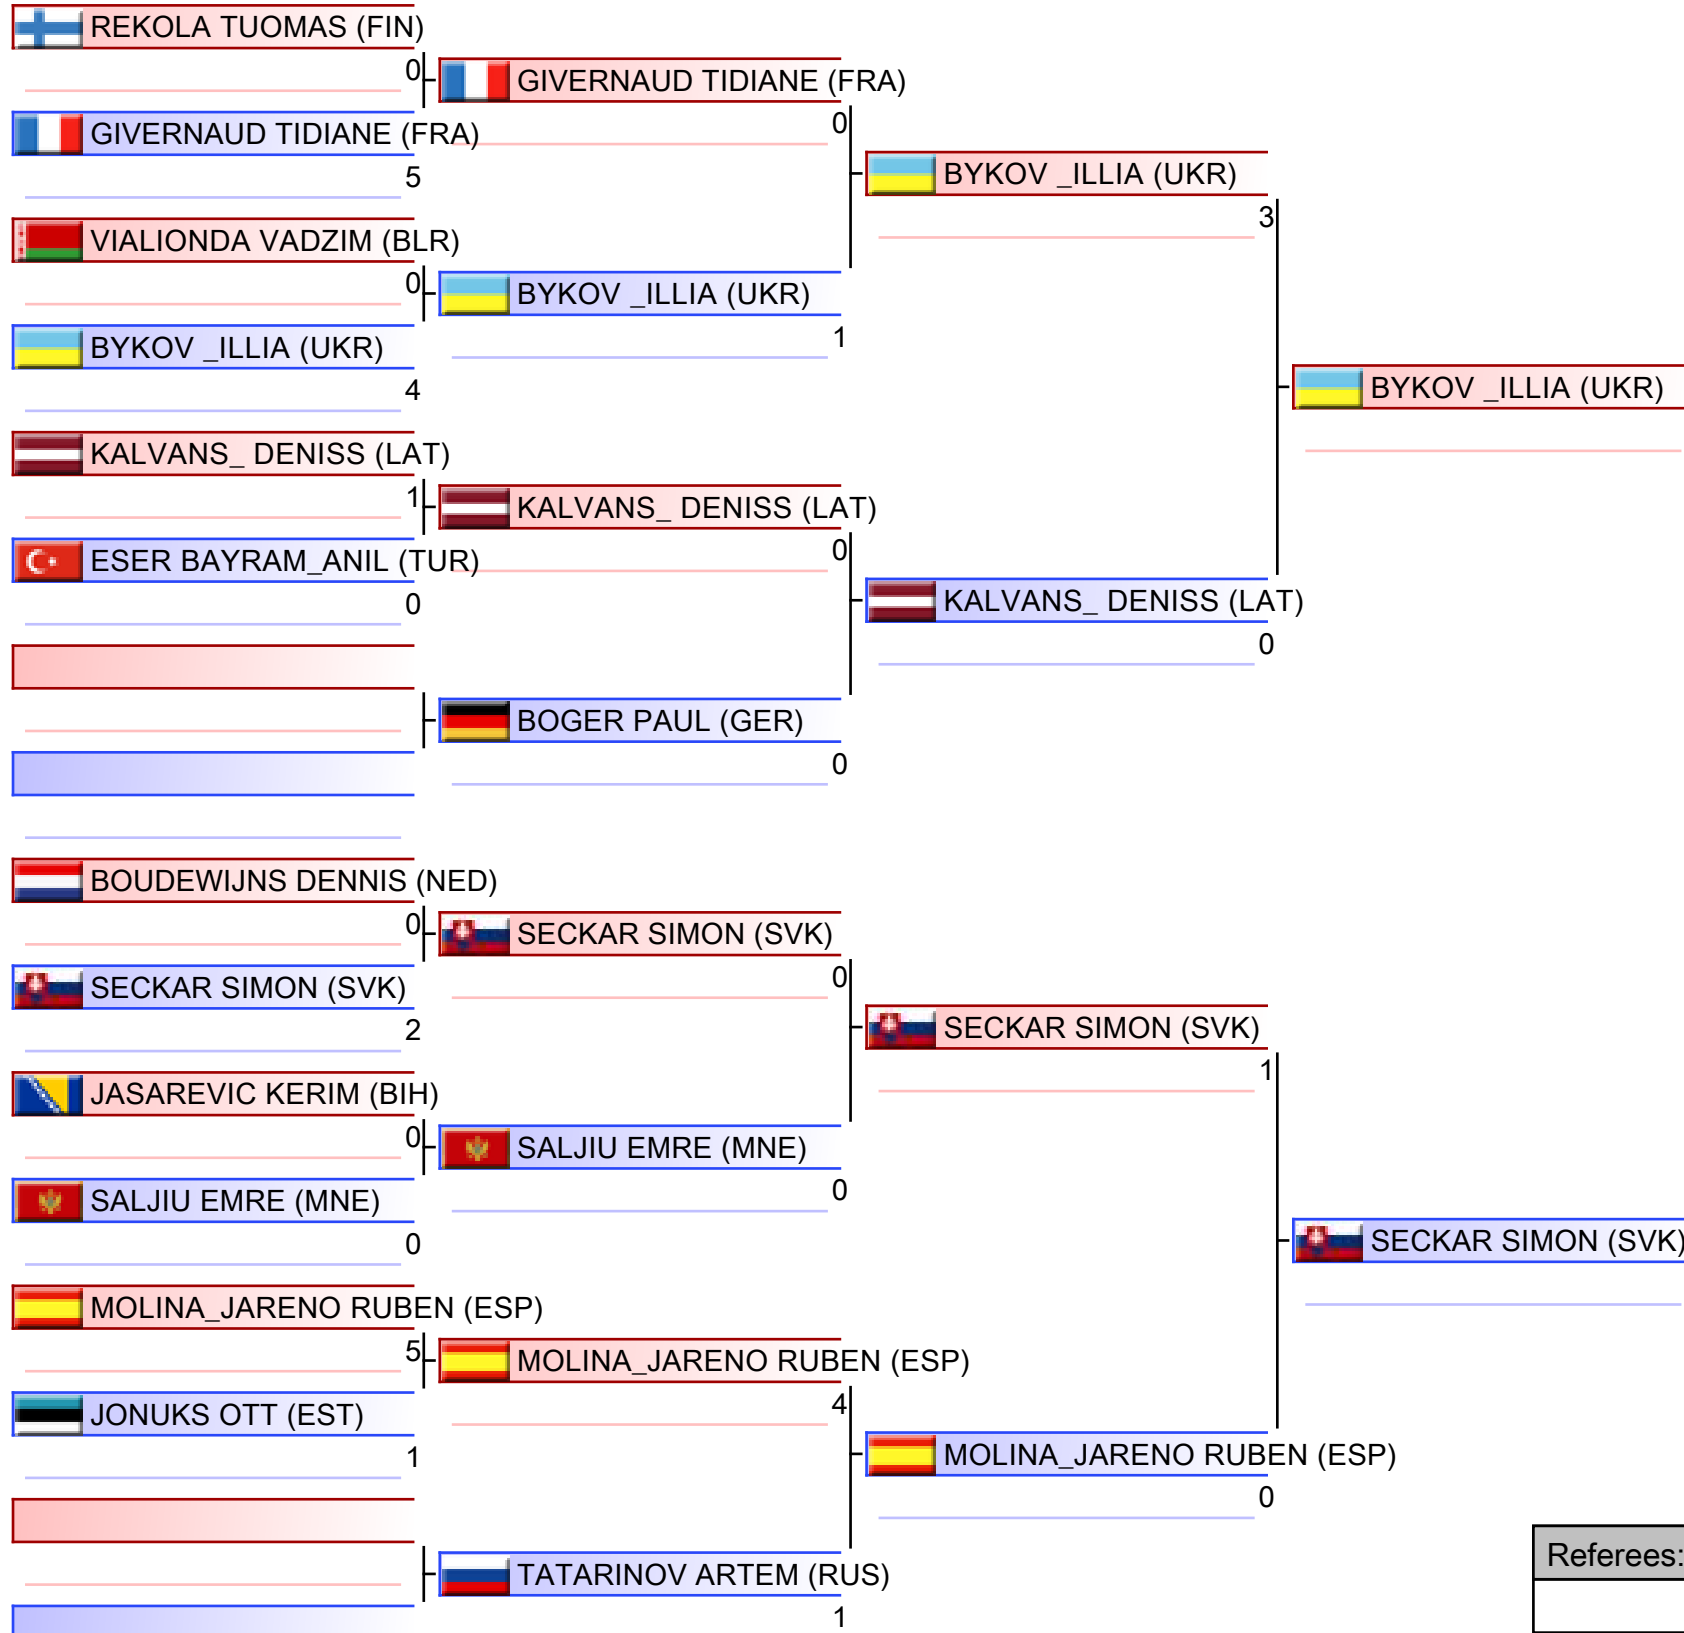 REKOLA TUOMAS (FIN)
0
GIVERNAUD TIDIANE (FRA)
5
VIALIONDA VADZIM (BLR)
0
BYKOV _ILLIA (UKR)
4
KALVANS_ DENISS (LAT)
1
ESER BAYRAM_ANIL (TUR)
0
BOUDEWIJNS DENNIS (NED)
0
SECKAR SIMON (SVK)
2
JASAREVIC KERIM (BIH)
0
SALJIU EMRE (MNE)
0
MOLINA_JARENO RUBEN (ESP)
5
JONUKS OTT (EST)
1
GIVERNAUD TIDIANE (FRA)
0
BYKOV _ILLIA (UKR)
1
KALVANS_ DENISS (LAT)
0
BOGER PAUL (GER)
0
SECKAR SIMON (SVK)
0
SALJIU EMRE (MNE)
0
MOLINA_JARENO RUBEN (ESP)
4
TATARINOV ARTEM (RUS)
1
BYKOV _ILLIA (UKR)
3
KALVANS_ DENISS (LAT)
0
SECKAR SIMON (SVK)
1
MOLINA_JARENO RUBEN (ESP)
0
BYKOV _ILLIA (UKR)
SECKAR SIMON (SVK)
Referees: